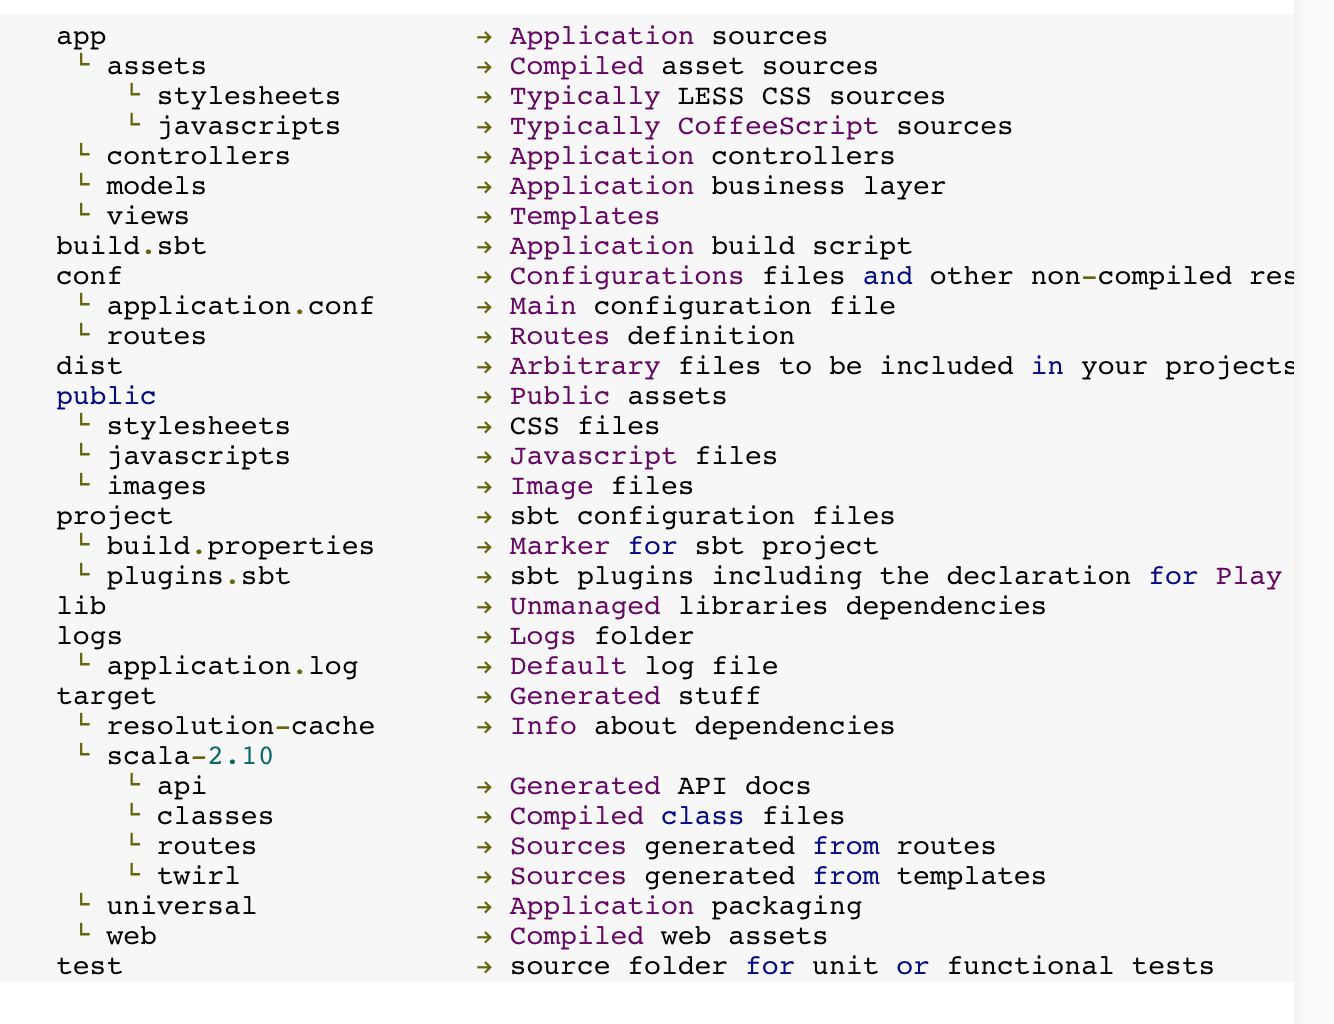 app → Application sources
└ assets → Compiled asset sources
└ stylesheets → Typically LESS CSS sources
└ javascripts → Typically CoffeeScript sources
└ controllers → Application controllers
└ models → Application business layer
└ views → Templates
build.sbt → Application build script
conf → Configurations files and other non-compiled res
└ application.conf → Main configuration file
└ routes → Routes definition
dist → Arbitrary files to be included in your projects
public → Public assets
└ stylesheets → CSS files
└ javascripts → Javascript files
└ images → Image files
project → sbt configuration files
└ build.properties → Marker for sbt project
└ plugins.sbt → sbt plugins including the declaration for Play
lib → Unmanaged libraries dependencies
logs → Logs folder
└ application.log → Default log file
target → Generated stuff
└ resolution-cache → Info about dependencies
└ scala-2.10
└ api → Generated API docs
└ classes → Compiled class files
└ routes → Sources generated from routes
└ twirl → Sources generated from templates
└ universal → Application packaging
└ web → Compiled web assets
test → source folder for unit or functional tests